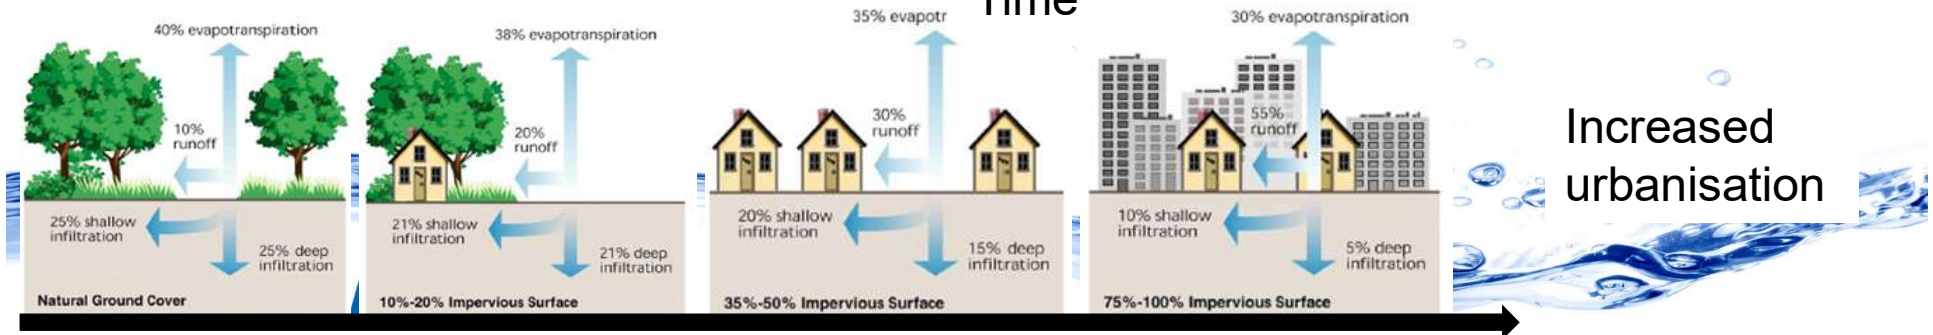 Time
40% evapotranspiration
10%
runoff
25% shallow
infiltration
25% deep
infiltration
Natural Ground Cover
38% evapotranspiration
20%
runoff
21% shallow
infiltration
21% deep
infiltration
10%-20% Impervious Surface
35% evapotr
30%
runoff
20% shallow
infiltration
15% deep
infiltration
35%-50% Impervious Surface
30% evapotranspiration
55%
runoff
10% shallow
infiltration
5% deep
infiltration
75%-100% Impervious Surface
Increased
urbanisation